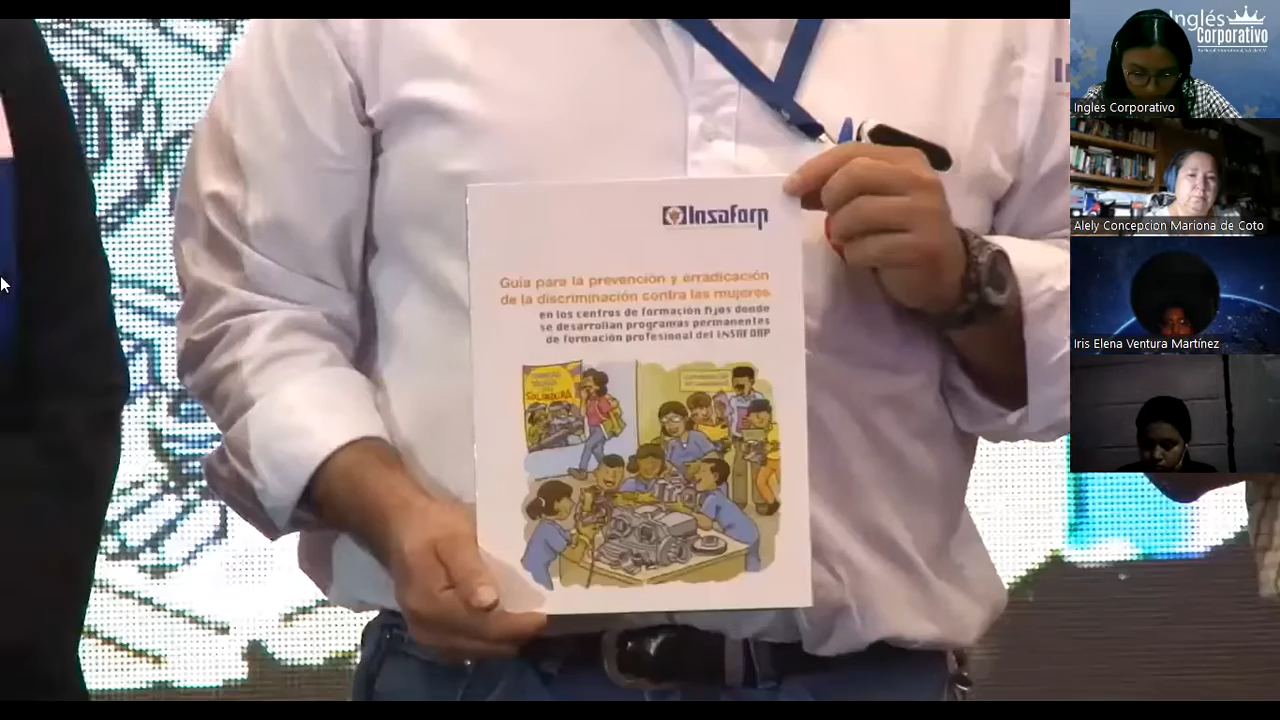 Insaforp
Guía para la prevención y erradicación
de la discriminación contra las mujeres
en los centros de formación fijos donde
se desarrollan programas permanentes
de formación profesional del INSAFORP
SOLDADURA
Inglés
Corporativo
Ingles Corporativo
Alely Concepcion Mariona de Coto
Iris Elena Ventura Martínez